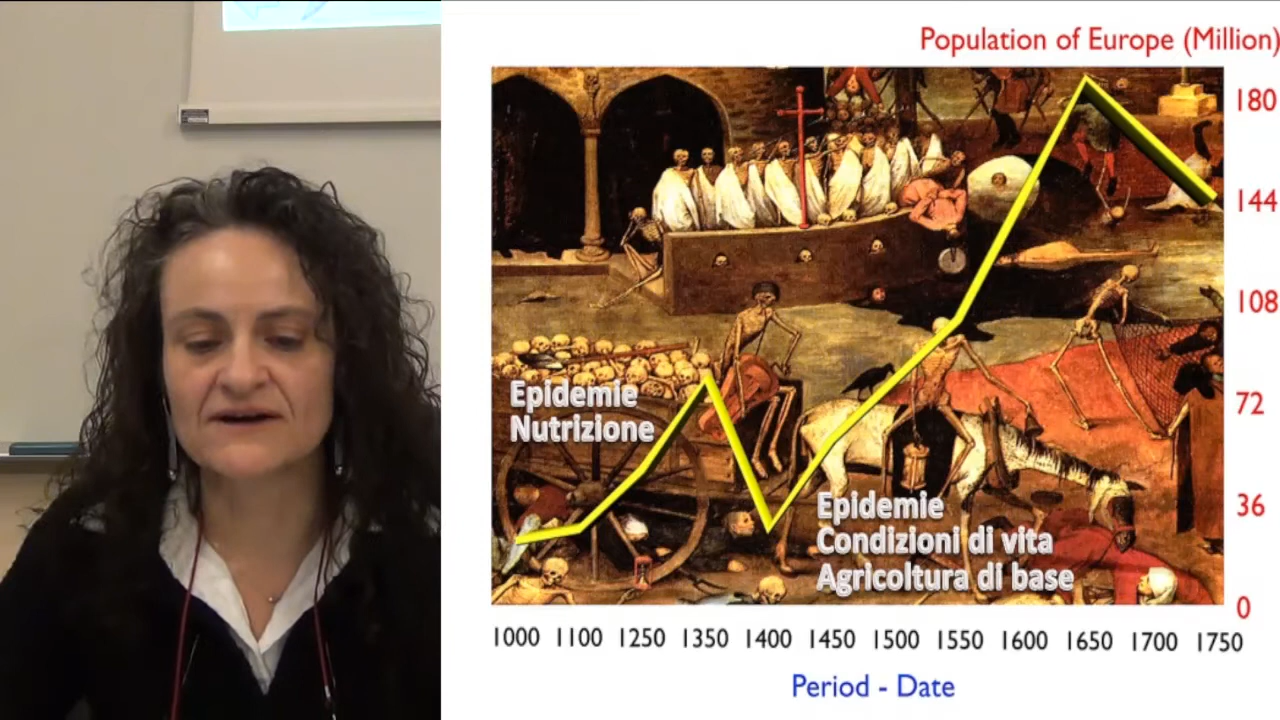 Population of Europe (Million)
180
144
108
72
36
0
Epidemie
Nutrizione
Epidemie
Condizioni di vita
Agricoltura di base
1000 1100 1250 1350 1400 1450 1500 1550 1600 1650 1700 1750
Period - Date